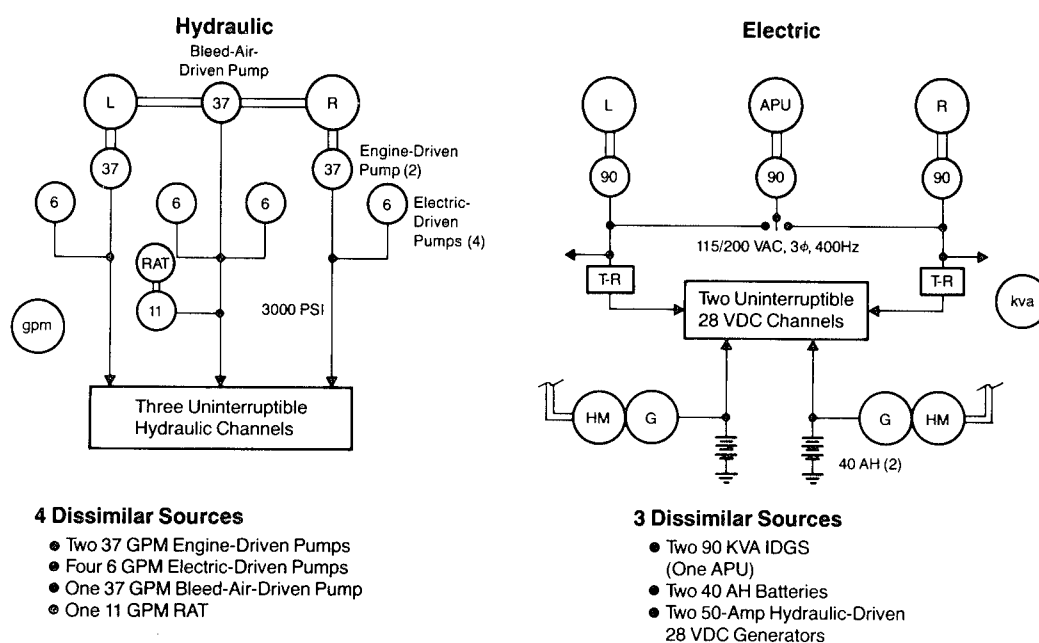 Hydraulic
Bleed-Air-
Driven Pump
L
37
R
37
37
Engine-Driven
Pump (2)
6
6
6
6
Electric-
Driven
Pumps (4)
RAT
11
3000 PSI
gpm
Three Uninterruptible
Hydraulic Channels
4 Dissimilar Sources
Two 37 GPM Engine-Driven Pumps
Four 6 GPM Electric-Driven Pumps
One 37 GPM Bleed-Air-Driven Pump
One 11 GPM RAT
Electric
L
APU
R
90
90
90
115/200 VAC, 3ϕ, 400Hz
T-R
T-R
Two Uninterruptible
28 VDC Channels
kva
HM
G
G
HM
40 AH (2)
3 Dissimilar Sources
Two 90 KVA IDGS
(One APU)
Two 40 AH Batteries
Two 50-Amp Hydraulic-Driven
28 VDC Generators